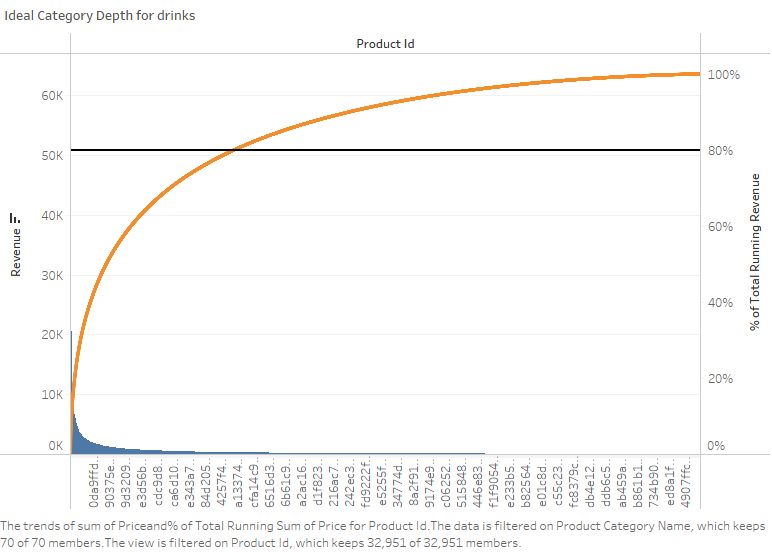 Ideal Category Depth for drinks
Product Id
60K
50K
40K
30K
20K
10K
0K
Revenue
100%
80%
60%
40%
20%
0%
% of Total Running Revenue
0da9ffd..
90375e..
9d3209..
e3d56b..
cdc9d8..
ca6d10..
e343a7..
84d205..
4257f4..
a13374..
cfa14c9..
6516d3..
6b61c9..
a2ac16..
d1f823..
216ac7..
242ec3..
fd9222f..
e5255f..
34774d..
8a2f91..
9174e9..
c06252..
515848..
446e83..
f1f9054..
e233b5..
b82564..
e01c8d..
c55c23..
fc8379c..
db4e12..
ddb6c5..
ab459a..
b861b1..
734b90..
ed8a1f..
4907ffc..
The trends of sum of Priceand% of Total Running Sum of Price for Product Id.The data is filtered on Product Category Name, which keeps
70 of 70 members.The view is filtered on Product Id, which keeps 32,951 of 32,951 members.